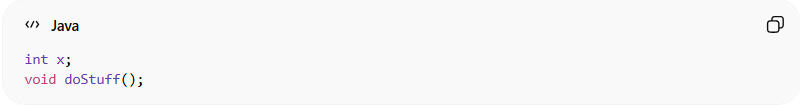 Java
int x;
void doStuff();